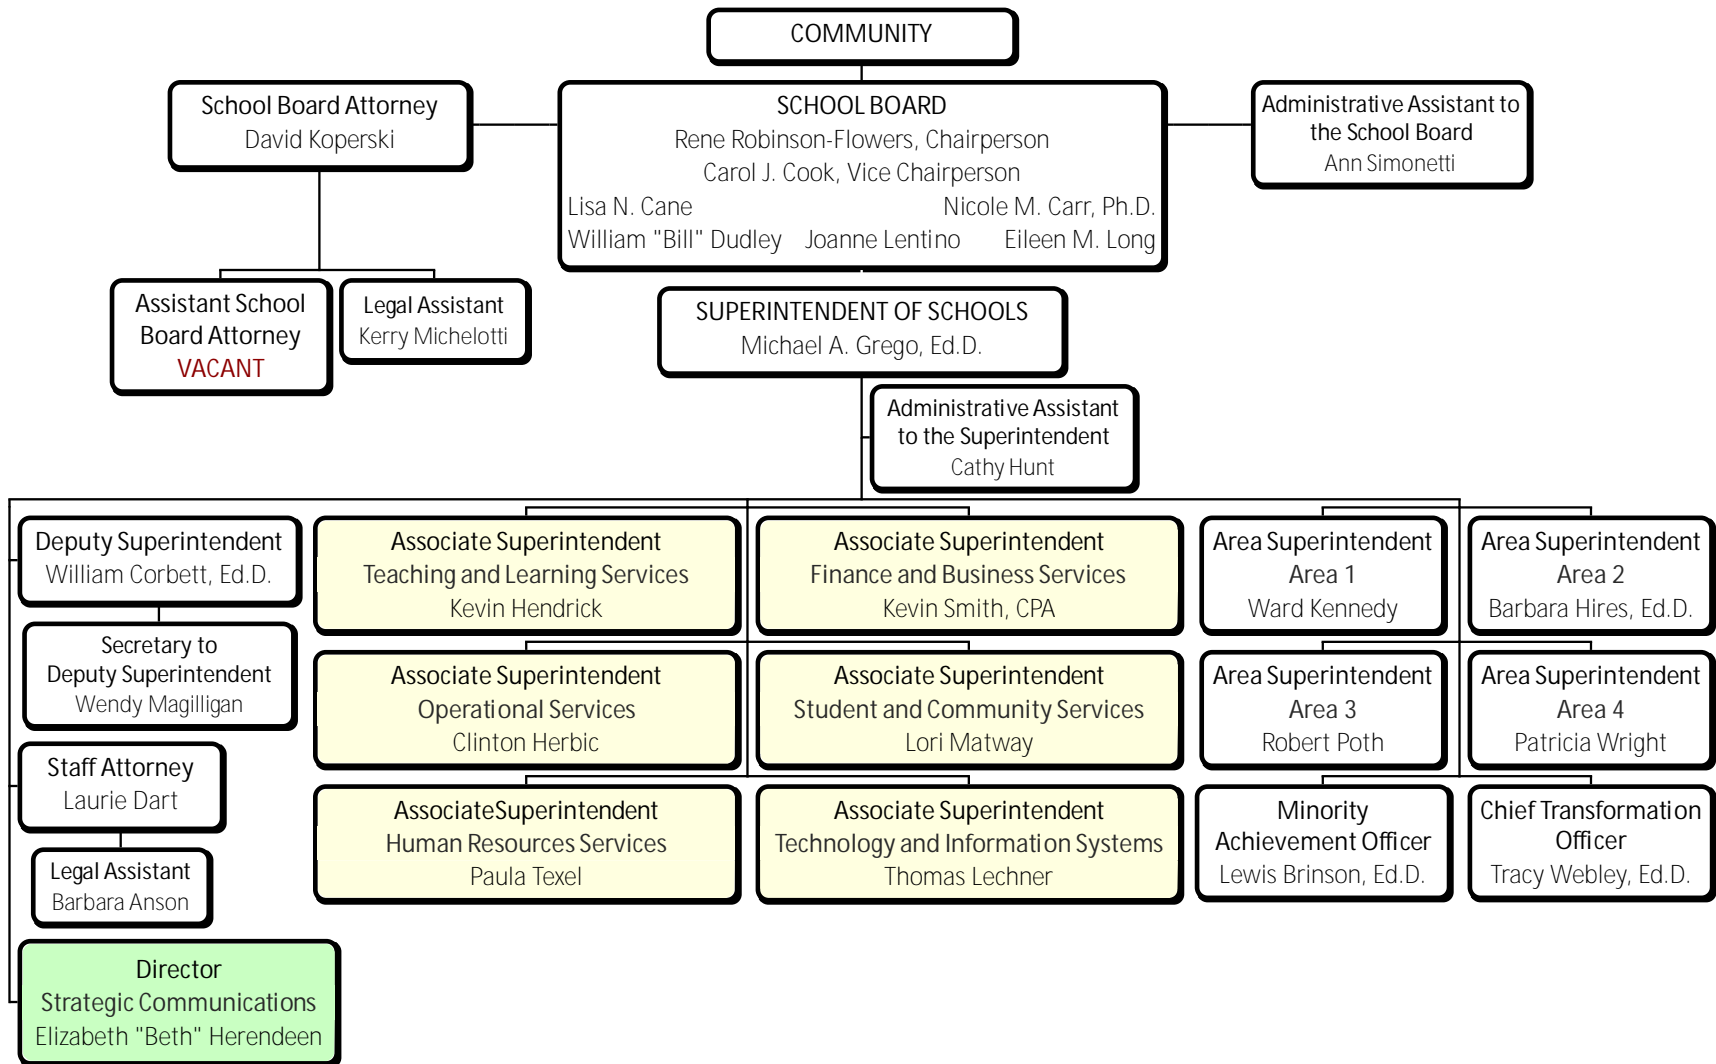 COMMUNITY
School Board Attorney
David Koperski
SCHOOL BOARD
Rene Robinson-Flowers, Chairperson
Carol J. Cook, Vice Chairperson
Lisa N. Cane Nicole M. Carr, Ph.D.
William "Bill" Dudley Joanne Lentino Eileen M. Long
Administrative Assistant to
the School Board
Ann Simonetti
Assistant School
Board Attorney
VACANT
Legal Assistant
Kerry Michelotti
SUPERINTENDENT OF SCHOOLS
Michael A. Grego, Ed.D.
Administrative Assistant
to the Superintendent
Cathy Hunt
Deputy Superintendent
William Corbett, Ed.D.
Secretary to
Deputy Superintendent
Wendy Magilligan
Staff Attorney
Laurie Dart
Legal Assistant
Barbara Anson
Director
Strategic Communications
Elizabeth "Beth" Herendeen
Associate Superintendent
Teaching and Learning Services
Kevin Hendrick
Associate Superintendent
Finance and Business Services
Kevin Smith, CPA
Associate Superintendent
Operational Services
Clinton Herbic
Associate Superintendent
Student and Community Services
Lori Matway
Associate Superintendent
Human Resources Services
Paula Texel
Associate Superintendent
Technology and Information Systems
Thomas Lechner
Area Superintendent
Area 1
Ward Kennedy
Area Superintendent
Area 2
Barbara Hires, Ed.D.
Area Superintendent
Area 3
Robert Poth
Area Superintendent
Area 4
Patricia Wright
Minority
Achievement Officer
Lewis Brinson, Ed.D.
Chief Transformation
Officer
Tracy Webley, Ed.D.